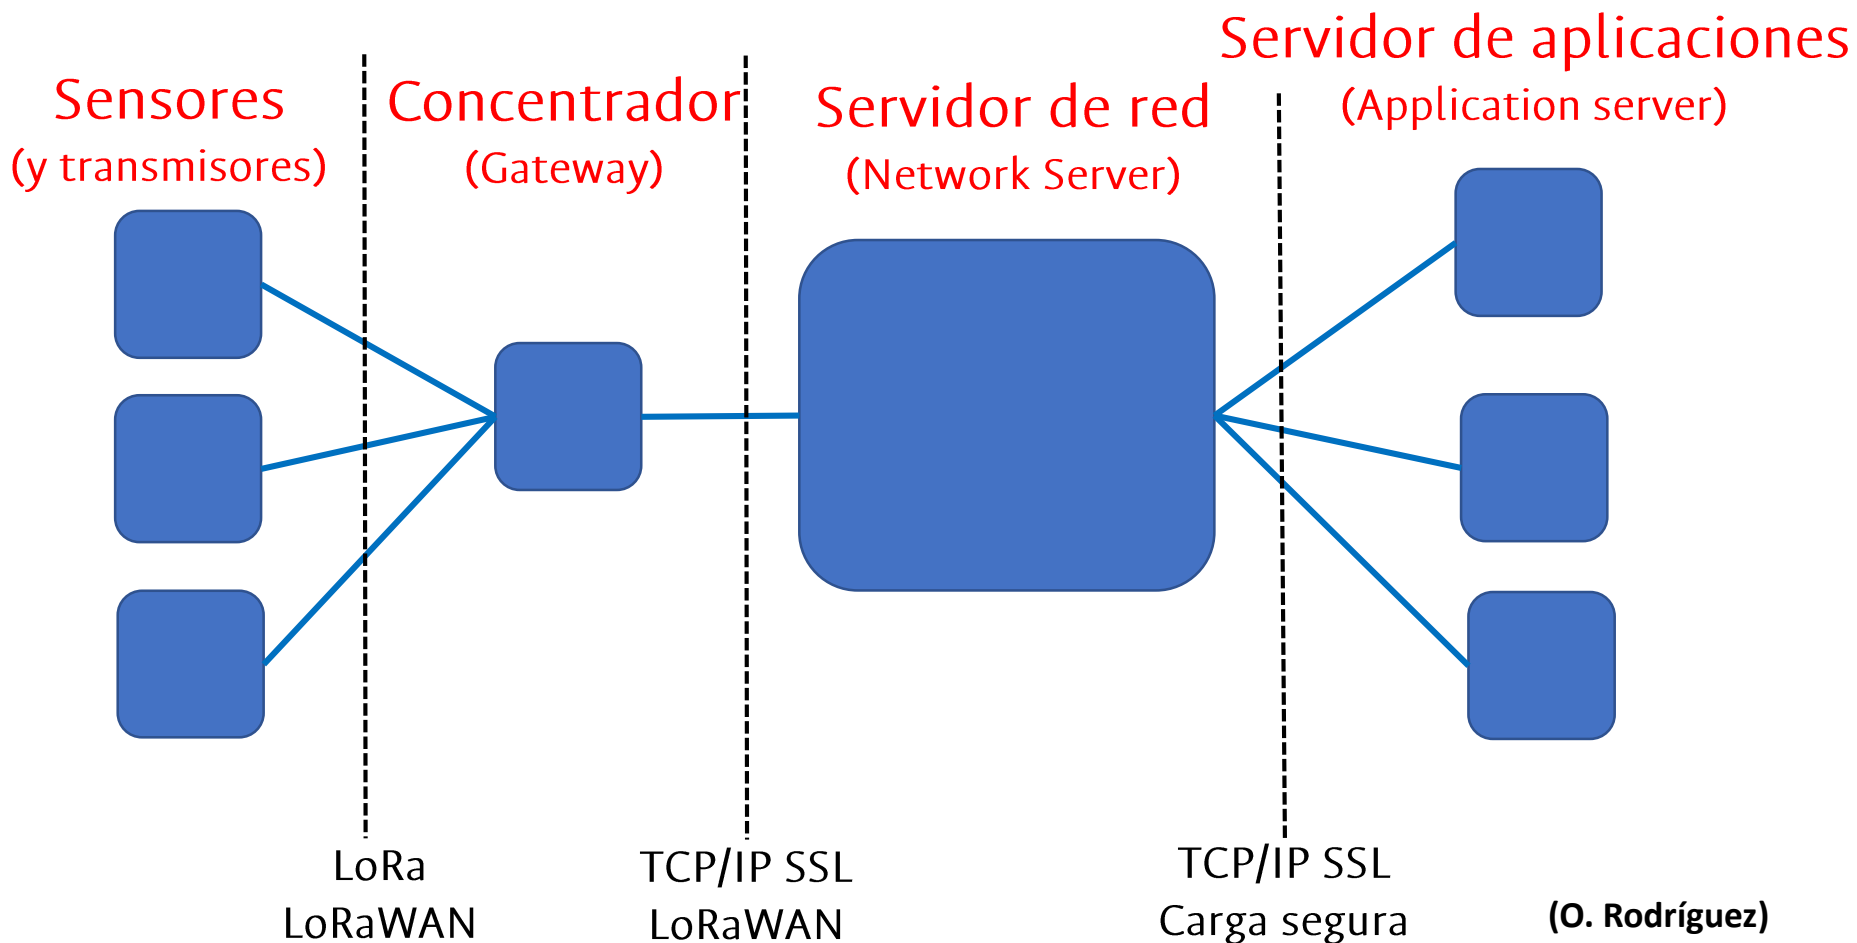 Sensores
(y transmisores)
Concentrador
(Gateway)
Servidor de red
(Network Server)
Servidor de aplicaciones
(Application server)
LoRa
LoRaWAN
TCP/IP SSL
LoRaWAN
TCP/IP SSL
Carga segura
(O. Rodríguez)